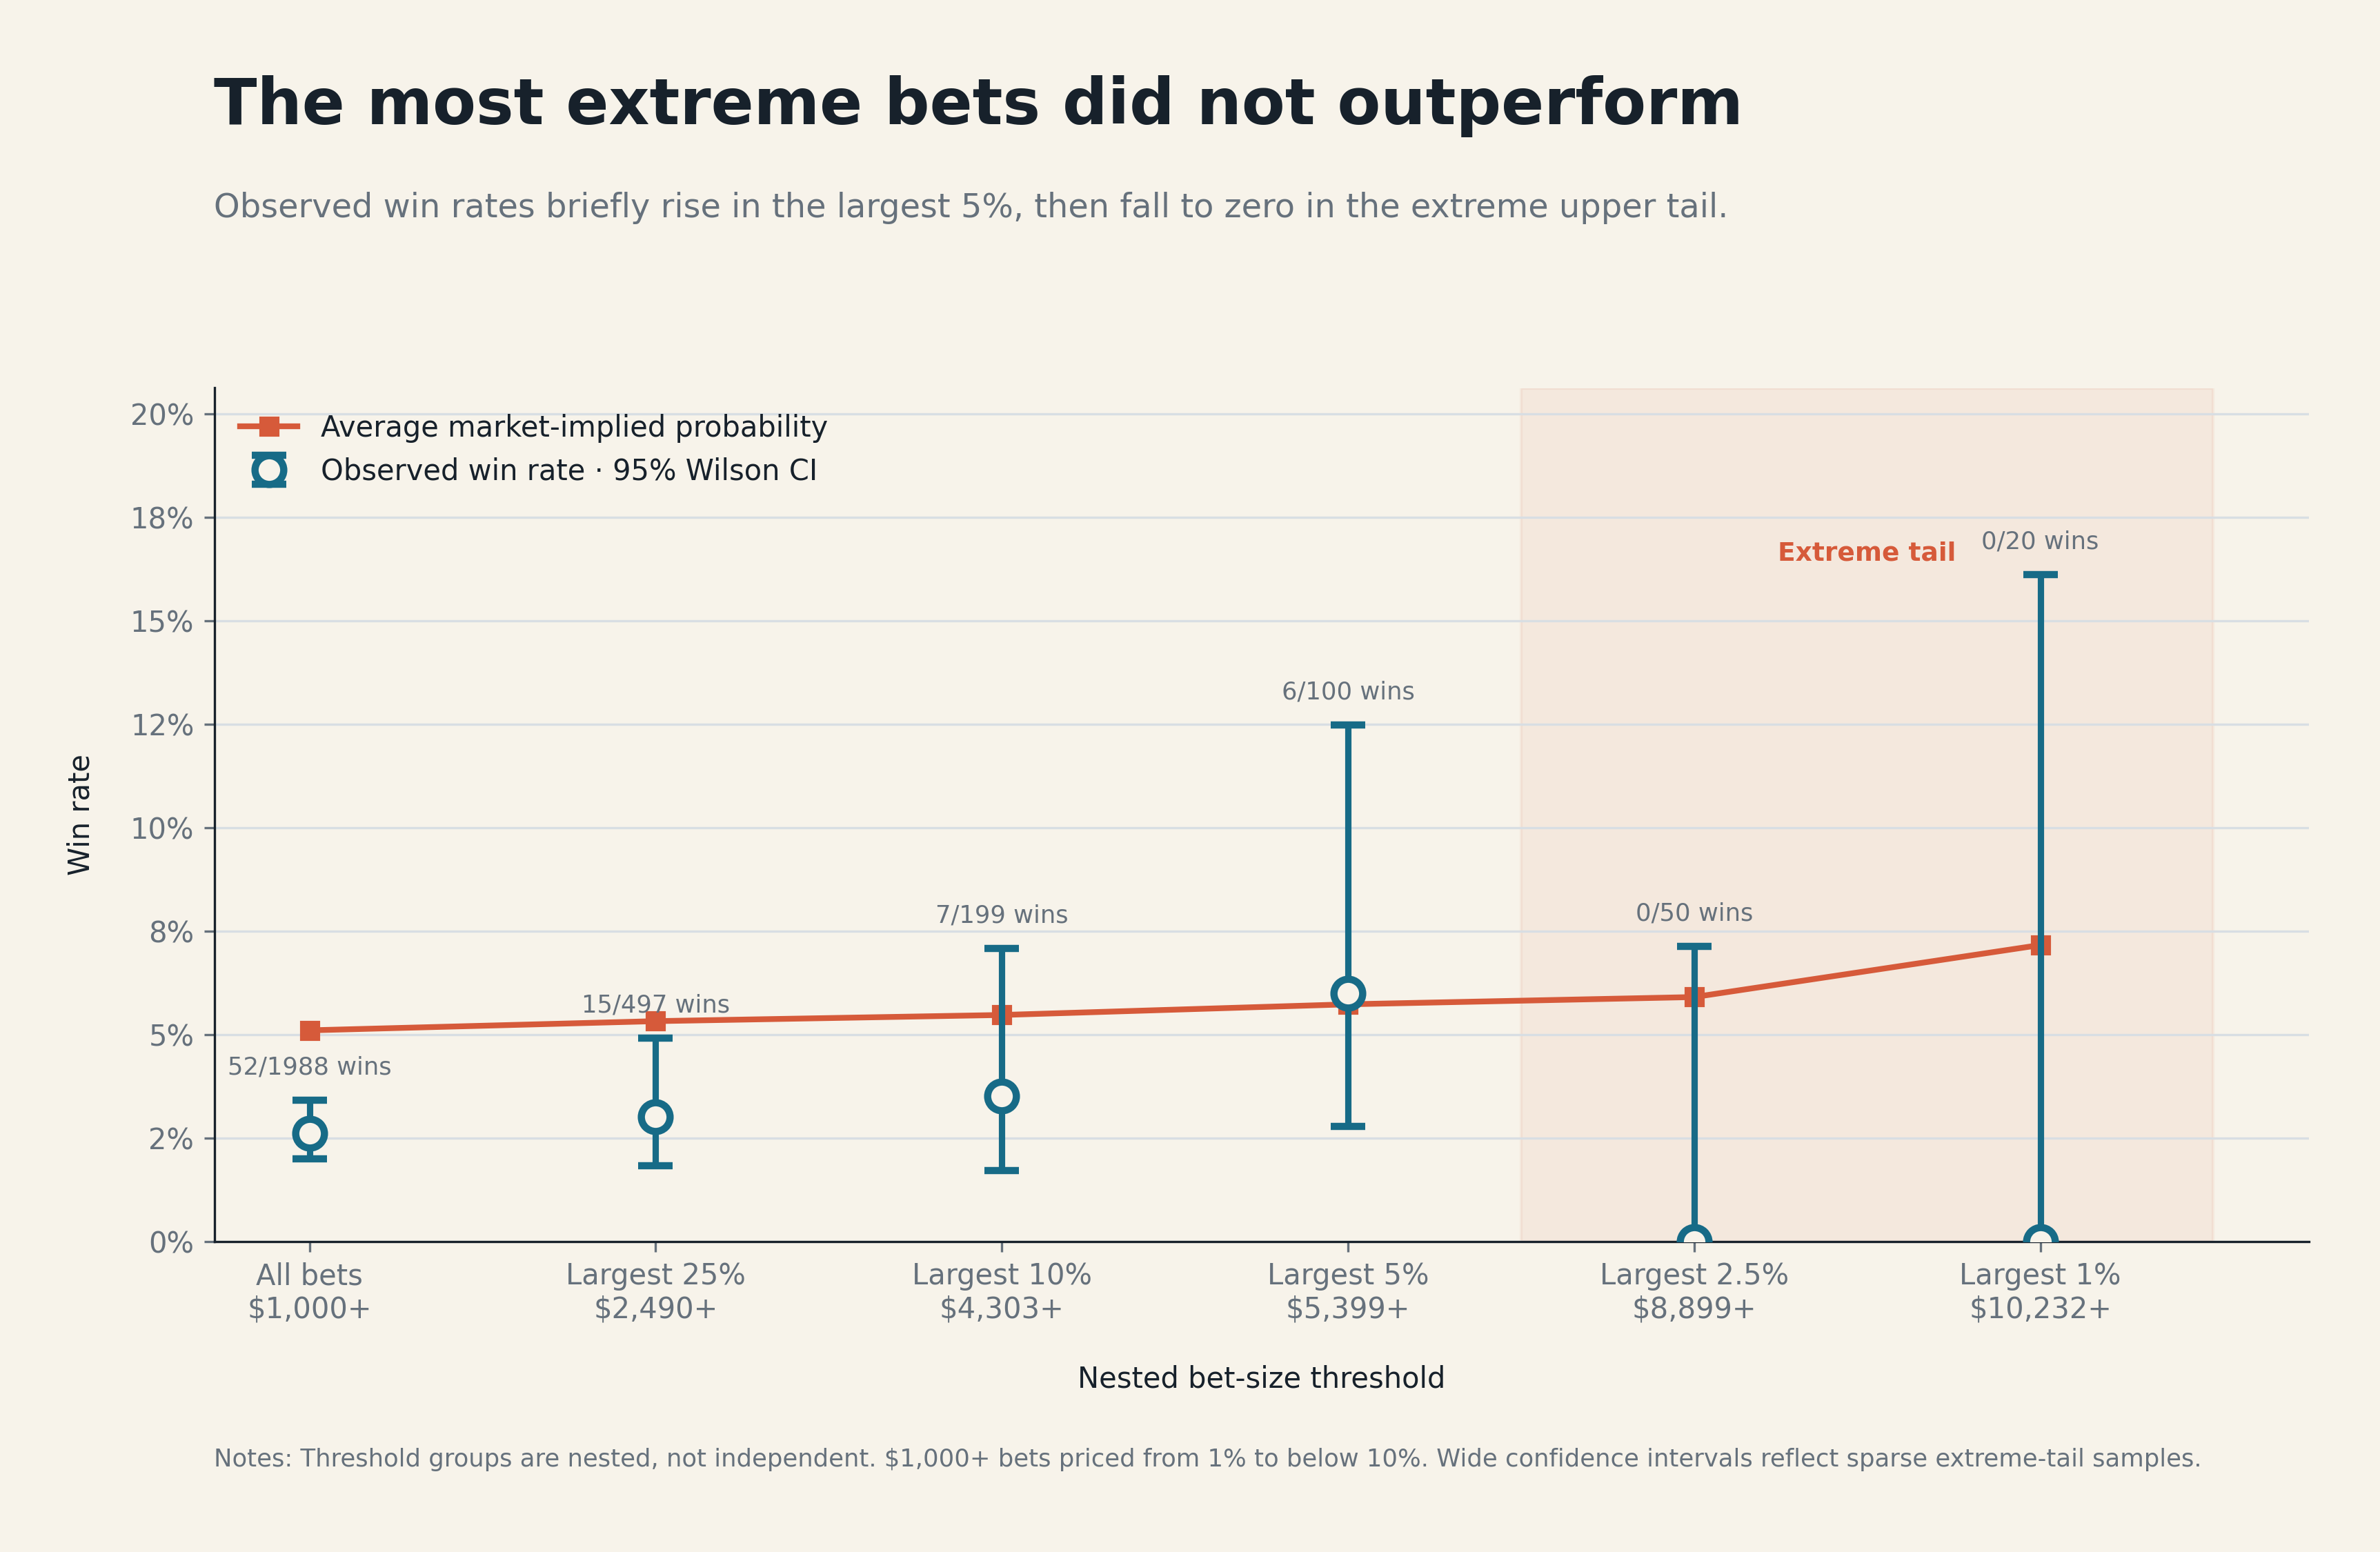 The most extreme bets did not outperform
Observed win rates briefly rise in the largest 5%, then fall to zero in the extreme upper tail.
Average market-implied probability
Observed win rate · 95% Wilson CI
20%
18%
15%
12%
10%
8%
5%
2%
0%
Win rate
52/1988 wins
15/497 wins
7/199 wins
6/100 wins
0/50 wins
Extreme tail
0/20 wins
All bets
$1,000+
Largest 25%
$2,490+
Largest 10%
$4,303+
Largest 5%
$5,399+
Largest 2.5%
$8,899+
Largest 1%
$10,232+
Nested bet-size threshold
Notes: Threshold groups are nested, not independent. $1,000+ bets priced from 1% to below 10%. Wide confidence intervals reflect sparse extreme-tail samples.